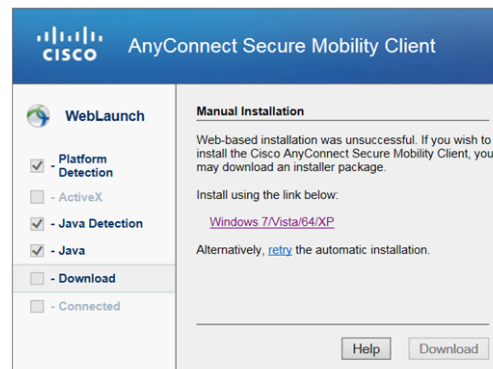 CISCO
AnyConnect Secure Mobility Client
WebLaunch
- Platform
Detection
- ActiveX
- Java Detection
- Java
- Download
- Connected
Manual Installation
Web-based installation was unsuccessful. If you wish to
install the Cisco AnyConnect Secure Mobility Client, you
may download an installer package.
Install using the link below:
Windows 7/Vista/64/XP
Alternatively, retry the automatic installation.
Help
Download